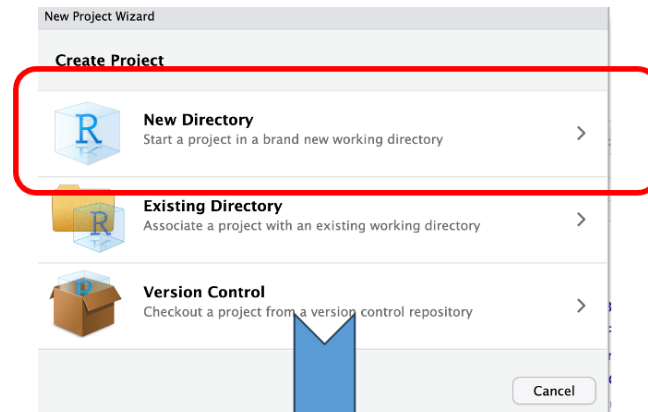 New Project Wizard
Create Project
New Directory
Start a project in a brand new working directory
Existing Directory
Associate a project with an existing working directory
Version Control
Checkout a project from a version control repository
Cancel